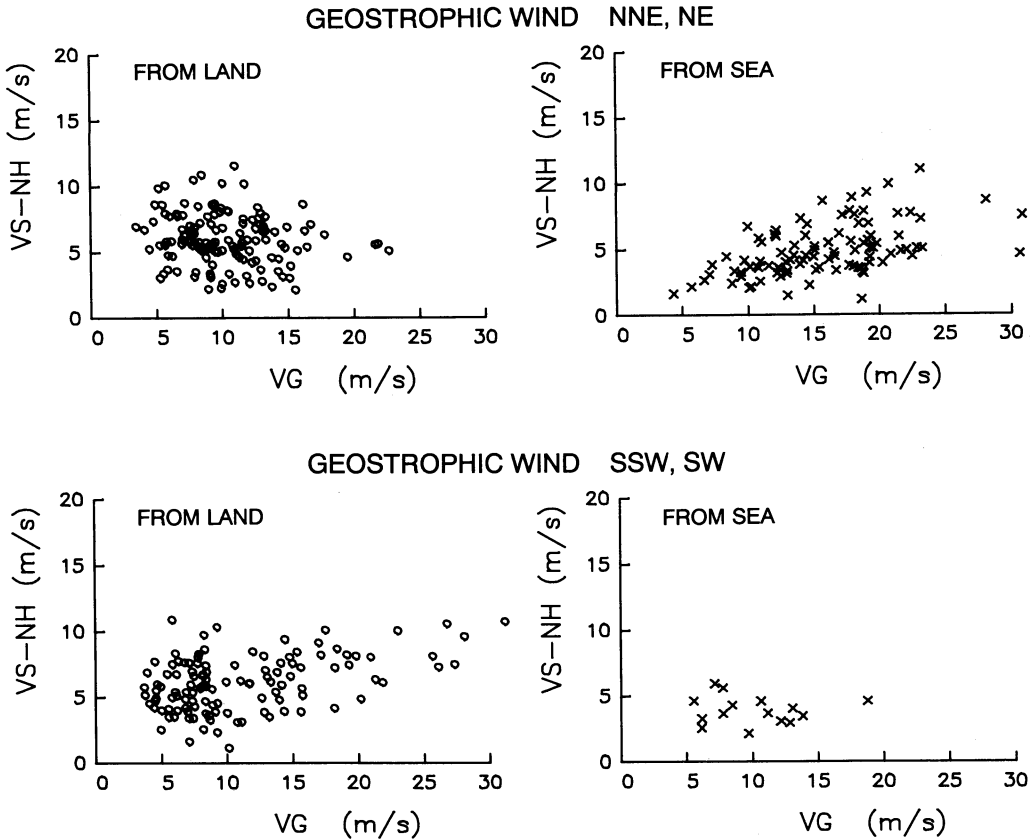 GEOSTROPHIC WIND NNE, NE
FROM LAND
VS-NH (m/s)
20
15
10
5
0
0 5 10 15 20 25 30
VG (m/s)
FROM SEA
VS-NH (m/s)
20
15
10
5
0
0 5 10 15 20 25 30
VG (m/s)
GEOSTROPHIC WIND SSW, SW
FROM LAND
VS-NH (m/s)
20
15
10
5
0
0 5 10 15 20 25 30
VG (m/s)
FROM SEA
VS-NH (m/s)
20
15
10
5
0
0 5 10 15 20 25 30
VG (m/s)